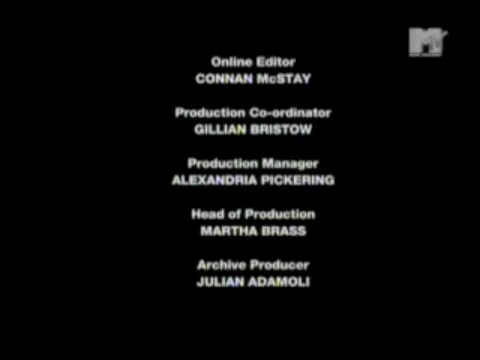 MTV
Online Editor
CONNAN McSTAY
Production Co-ordinator
GILLIAN BRISTOW
Production Manager
ALEXANDRIA PICKERING
Head of Production
MARTHA BRASS
Archive Producer
JULIAN ADAMOLI